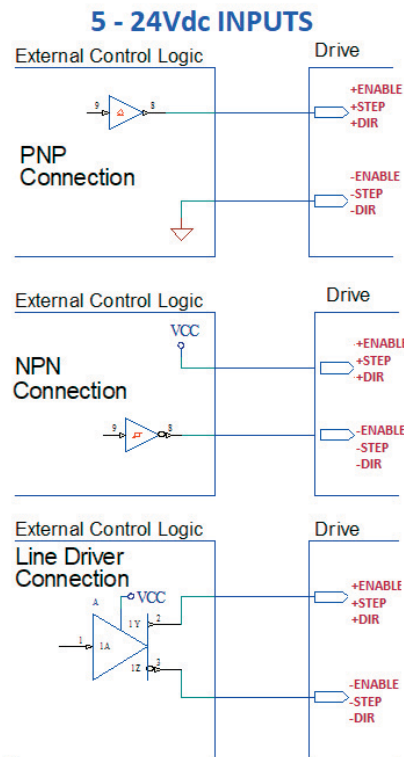 5 - 24Vdc INPUTS
External Control Logic
Drive
9
8
+ENABLE
+STEP
+DIR
PNP
Connection
-ENABLE
-STEP
-DIR
External Control Logic
Drive
VCC
NPN
Connection
+ENABLE
+STEP
+DIR
9
8
-ENABLE
-STEP
-DIR
External Control Logic
Drive
Line Driver
Connection
A
VCC
1Y
2
+ENABLE
+STEP
+DIR
1
1A
1Z
3
-ENABLE
-STEP
-DIR